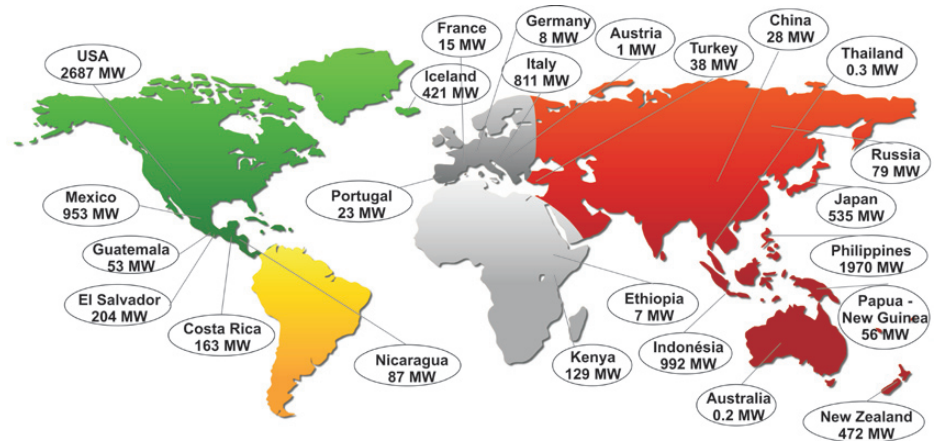 France
15 MW
Germany
8 MW
Austria
1 MW
China
28 MW
USA
2687 MW
Iceland
421 MW
Italy
811 MW
Turkey
38 MW
Thailand
0.3 MW
Russia
79 MW
Mexico
953 MW
Portugal
23 MW
Japan
535 MW
Guatemala
53 MW
Philippines
1970 MW
El Salvador
204 MW
Costa Rica
163 MW
Nicaragua
87 MW
Kenya
129 MW
Ethiopia
7 MW
Indonésia
992 MW
Papua -
New Guinea
56 MW
Australia
0.2 MW
New Zealand
472 MW